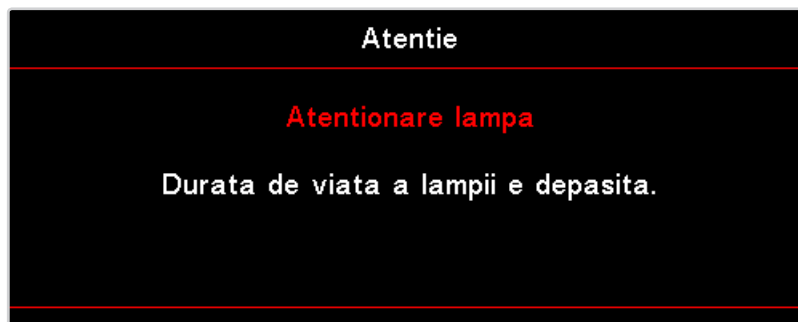 Atentie
Atentionare lampa
Durata de viata a lampii e depasita.